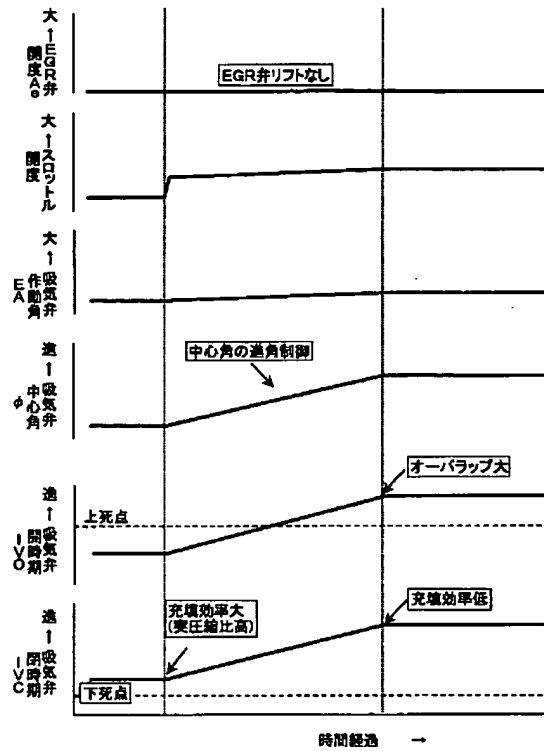 大↑EGR弁
開度Ae
EGR弁リフトなし
大↑スロットル
開度
大↑吸気弁
作動角
EA
進↑吸気弁
中心角
φ
中心角の進角制御
進↑吸気弁
開時期
IVO
上死点
オーバラップ大
進↑吸気弁
閉時期
IVC
充填効率大
(実圧縮比高)
充填効率低
下死点
時間経過 →